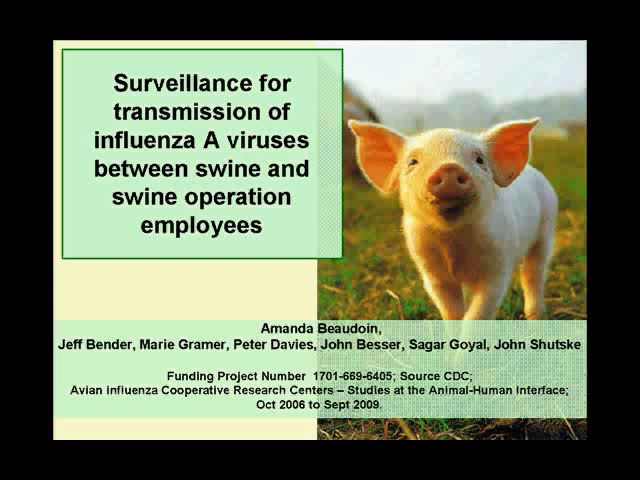 Surveillance for
transmission of
influenza A viruses
between swine and
swine operation
employees
Amanda Beaudoin,
Jeff Bender, Marie Gramer, Peter Davies, John Besser, Sagar Goyal, John Shutske
Funding Project Number 1701-669-6405; Source CDC;
Avian Influenza Cooperative Research Centers – Studies at the Animal-Human Interface;
Oct 2006 to Sept 2009.